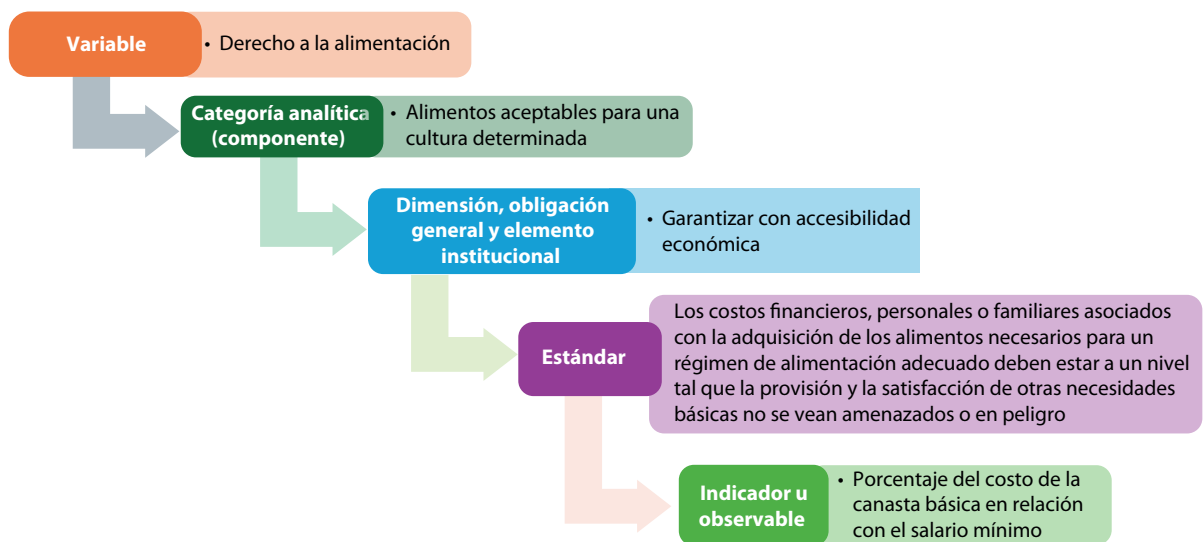 Variable
• Derecho a la alimentación
Categoría analítica
(componente)
• Alimentos aceptables para una
cultura determinada
Dimensión, obligación
general y elemento
institucional
• Garantizar con accesibilidad
económica
Estándar
Los costos financieros, personales o familiares asociados
con la adquisición de los alimentos necesarios para un
régimen de alimentación adecuado deben estar a un nivel
tal que la provisión y la satisfacción de otras necesidades
básicas no se vean amenazados o en peligro
Indicador u
observable
• Porcentaje del costo de la
canasta básica en relación
con el salario mínimo